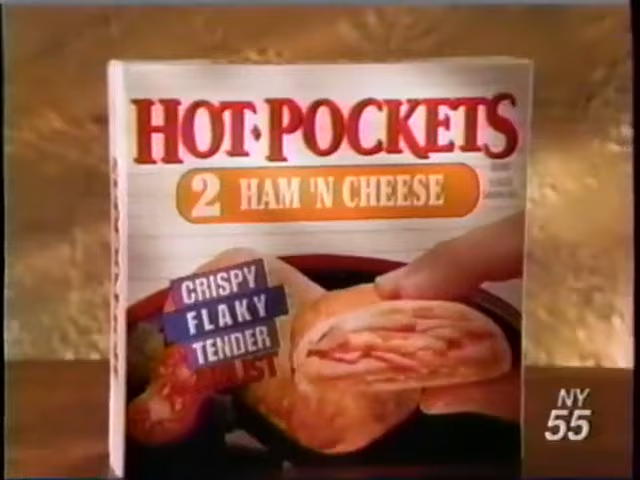 HOT·POCKETS
2 HAM 'N CHEESE
CRISPY
FLAKY
TENDER
NY
55